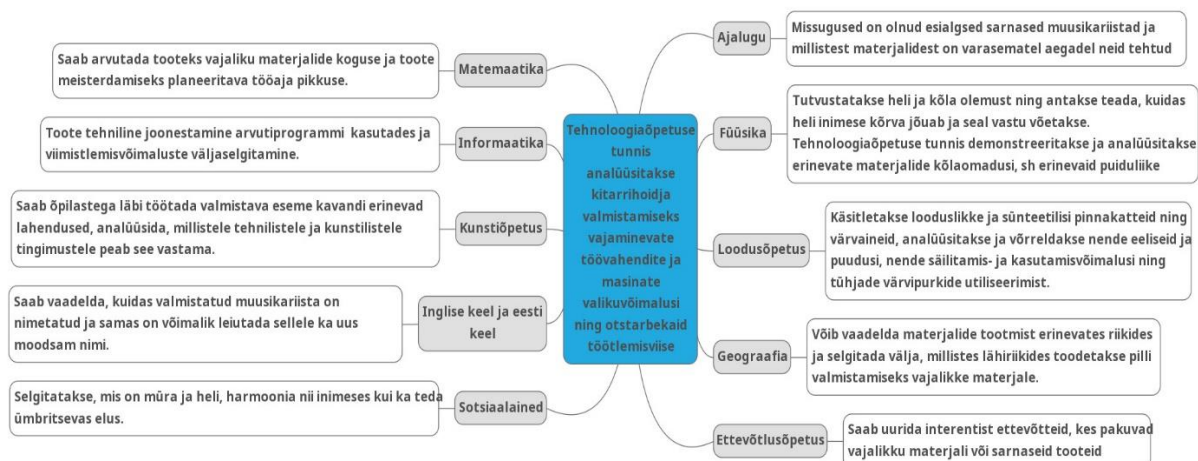 Saab arvutada tooteks vajaliku materjalide koguse ja toote
meisterdamiseks planeeritava tööaja pikkuse.
Matemaatika
Toote tehniline joonestamine arvutiprogrammi kasutades ja
viimistlemisvõimaluste väljaselgitamine.
Informaatika
Saab õpilastega läbi töötada valmistava eseme kavandi erinevad
lahendused, analüüsida, millistele tehnilistele ja kunstilistele
tingimustele peab see vastama.
Kunstiõpetus
Saab vaadelda, kuidas valmistatud muusikariista on
nimetatud ja samas on võimalik leiutada sellele ka uus
moodsam nimi.
Inglise keel ja eesti
keel
Selgitatakse, mis on müra ja heli, harmoonia nii inimeses kui ka teda
ümbritsevas elus.
Sotsiaalained
Tehnoloogiaõpetuse
tunnis
analüüsitakse
kitarrihoidja
valmistamiseks
vajaminevate
töövahendite ja
masinate
valikuvõimalusi
ning otstarbekaid
töötlemisviise
Ajalugu
Missugused on olnud esialgsed sarnased muusikariistad ja
millistest materjalidest on varasematel aegadel neid tehtud
Füüsika
Tutvustatakse heli ja kõla olemust ning antakse teada, kuidas
heli inimese kõrva jõuab ja seal vastu võetakse.
Tehnoloogiaõpetuse tunnis demonstreeritakse ja analüüsitakse
erinevate materjalide kõlaomadusi, sh erinevaid puiduliike
Loodusõpetus
Käsitletakse looduslikke ja sünteetilisi pinnakatteid ning
värvaineid, analüüsitakse ja võrreldakse nende eeliseid ja
puudusi, nende säilitamis- ja kasutamisvõimalusi ning
tühjade värvipurkide utiliseerimist.
Geograafia
Võib vaadelda materjalide tootmist erinevates riikides
ja selgitada välja, millistes lähiriikides toodetakse pilli
valmistamiseks vajalikke materjale.
Ettevõtlusõpetus
Saab uurida interentist ettevõtteid, kes pakuvad
vajalikku materjali või sarnaseid tooteid